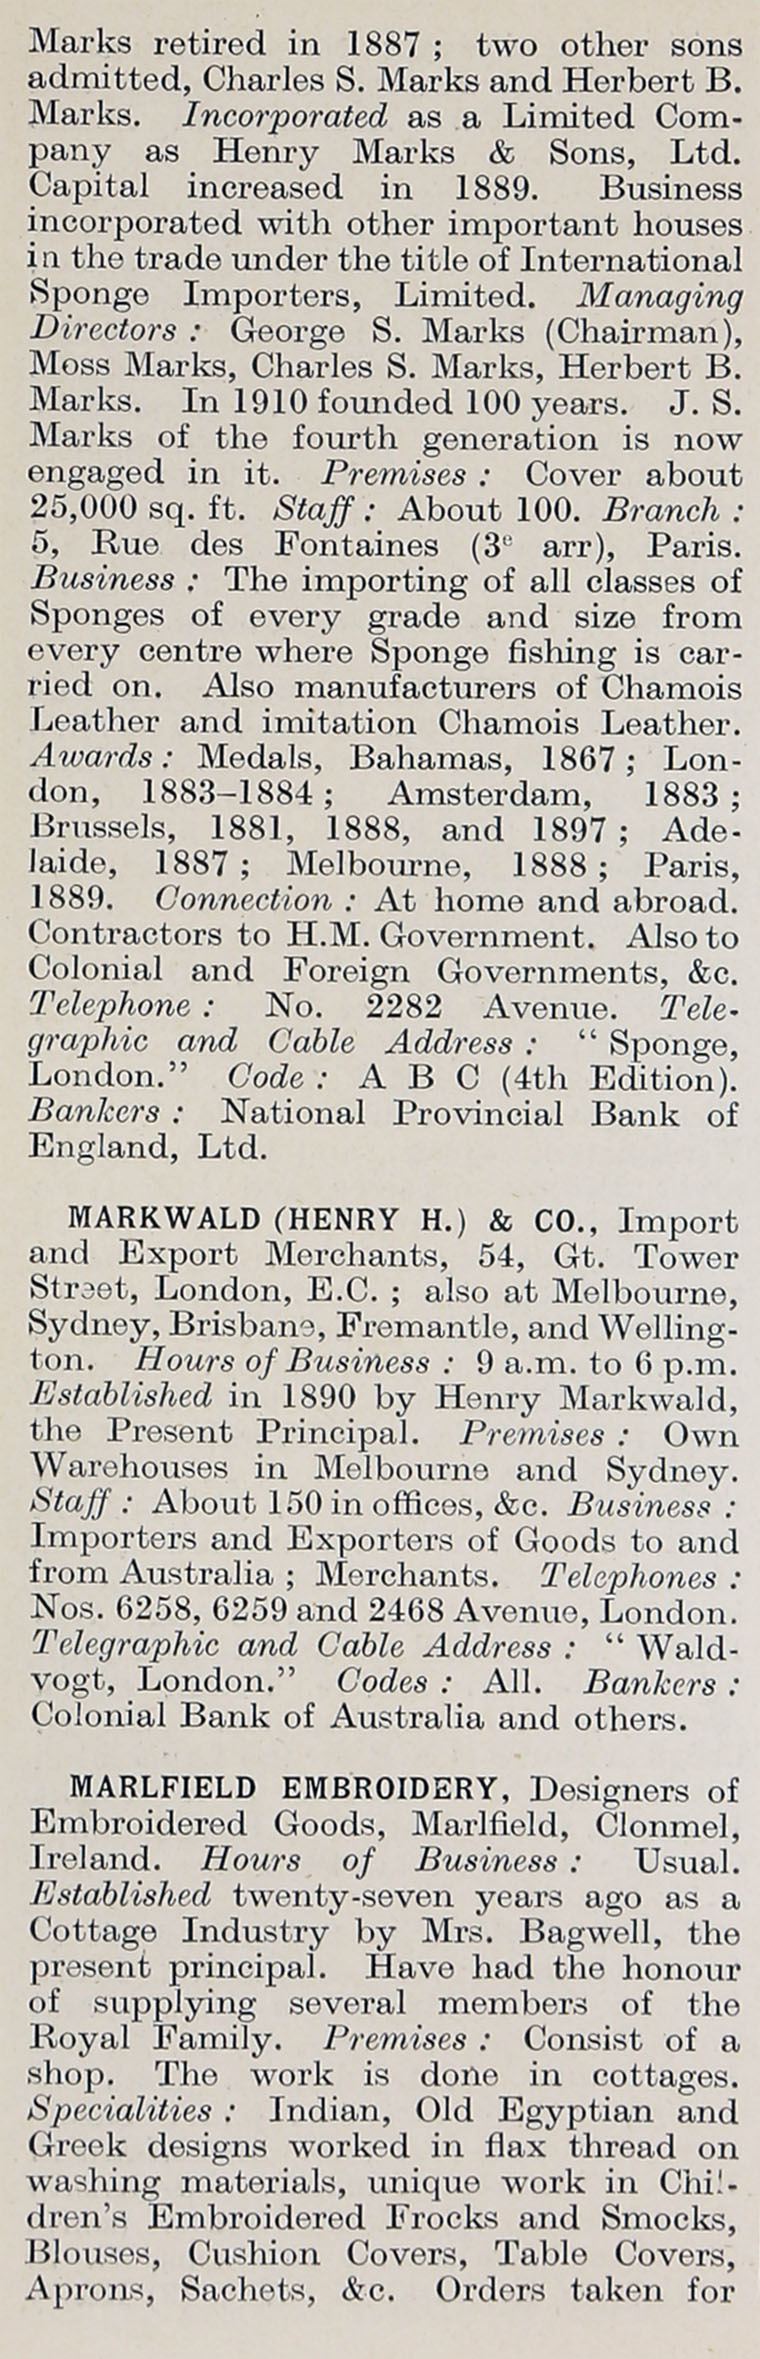 Marks retired in 1887 ; two other sons
admitted, Charles S. Marks and Herbert B.
Marks. Incorporated as a Limited Com-
pany as Henry Marks & Sons, Ltd.
Capital increased in 1889. Business
incorporated with other important houses
in the trade under the title of International
Sponge Importers, Limited. Managing
Directors : George S. Marks (Chairman),
Moss Marks, Charles S. Marks, Herbert B.
Marks. In 1910 founded 100 years. J. S.
Marks of the fourth generation is now
engaged in it. Premises : Cover about
25,000 sq. ft. Staff : About 100. Branch :
5, Rue des Fontaines (3e arr), Paris.
Business : The importing of all classes of
Sponges of every grade and size from
every centre where Sponge fishing is car-
ried on. Also manufacturers of Chamois
Leather and imitation Chamois Leather.
Awards : Medals, Bahamas, 1867 ; Lon-
don, 1883–1884 ; Amsterdam, 1883 ;
Brussels, 1881, 1888, and 1897 ; Ade-
laide, 1887 ; Melbourne, 1888 ; Paris,
1889. Connection : At home and abroad.
Contractors to H.M. Government. Also to
Colonial and Foreign Governments, &c.
Telephone : No. 2282 Avenue. Tele-
graphic and Cable Address : “ Sponge,
London.” Code : A B C (4th Edition).
Bankers : National Provincial Bank of
England, Ltd.
MARKWALD (HENRY H.) & CO., Import
and Export Merchants, 54, Gt. Tower
Street, London, E.C. ; also at Melbourne,
Sydney, Brisbane, Fremantle, and Welling-
ton. Hours of Business : 9 a.m. to 6 p.m.
Established in 1890 by Henry Markwald,
the Present Principal. Premises : Own
Warehouses in Melbourne and Sydney.
Staff : About 150 in offices, &c. Business :
Importers and Exporters of Goods to and
from Australia ; Merchants. Telephones :
Nos. 6258, 6259 and 2468 Avenue, London.
Telegraphic and Cable Address : “ Wald-
vogt, London.” Codes : All. Bankers :
Colonial Bank of Australia and others.
MARLFIELD EMBROIDERY, Designers of
Embroidered Goods, Marlfield, Clonmel,
Ireland. Hours of Business : Usual.
Established twenty-seven years ago as a
Cottage Industry by Mrs. Bagwell, the
present principal. Have had the honour
of supplying several members of the
Royal Family. Premises : Consist of a
shop. The work is done in cottages.
Specialities : Indian, Old Egyptian and
Greek designs worked in flax thread on
washing materials, unique work in Chil-
dren’s Embroidered Frocks and Smocks,
Blouses, Cushion Covers, Table Covers,
Aprons, Sachets, &c. Orders taken for